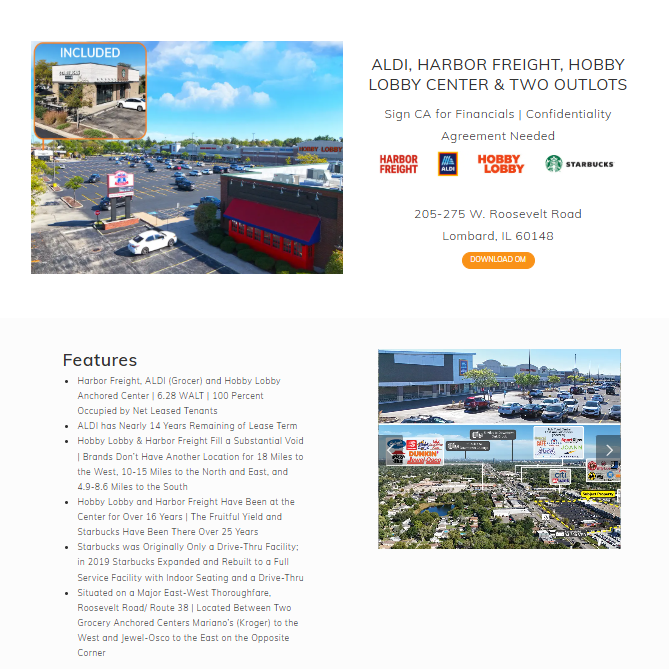 INCLUDED
STARBUCKS
HOBBY LOBBY
ALDI, HARBOR FREIGHT, HOBBY
LOBBY CENTER & TWO OUTLOTS
Sign CA for Financials | Confidentiality
Agreement Needed
HARBOR
FREIGHT
ALDI
HOBBY
LOBBY
STARBUCKS
205-275 W. Roosevelt Road
Lombard, IL 60148
DOWNLOAD OM
Features
Harbor Freight, ALDI (Grocer) and Hobby Lobby
Anchored Center | 6.28 WALT | 100 Percent
Occupied by Net Leased Tenants
ALDI has Nearly 14 Years Remaining of Lease Term
Hobby Lobby & Harbor Freight Fill a Substantial Void
| Brands Don't Have Another Location for 18 Miles to
the West, 10-15 Miles to the North and East, and
4.9-8.6 Miles to the South
Hobby Lobby and Harbor Freight Have Been at the
Center for Over 16 Years | The Fruitful Yield and
Starbucks Have Been There Over 25 Years
Starbucks was Originally Only a Drive-Thru Facility;
in 2019 Starbucks Expanded and Rebuilt to a Full
Service Facility with Indoor Seating and a Drive-Thru
Situated on a Major East-West Thoroughfare,
Roosevelt Road/ Route 38 | Located Between Two
Grocery Anchored Centers Mariano's (Kroger) to the
West and Jewel-Osco to the East on the Opposite
Corner
DUNKIN'
Jewel-Osco
citi
Subject Property